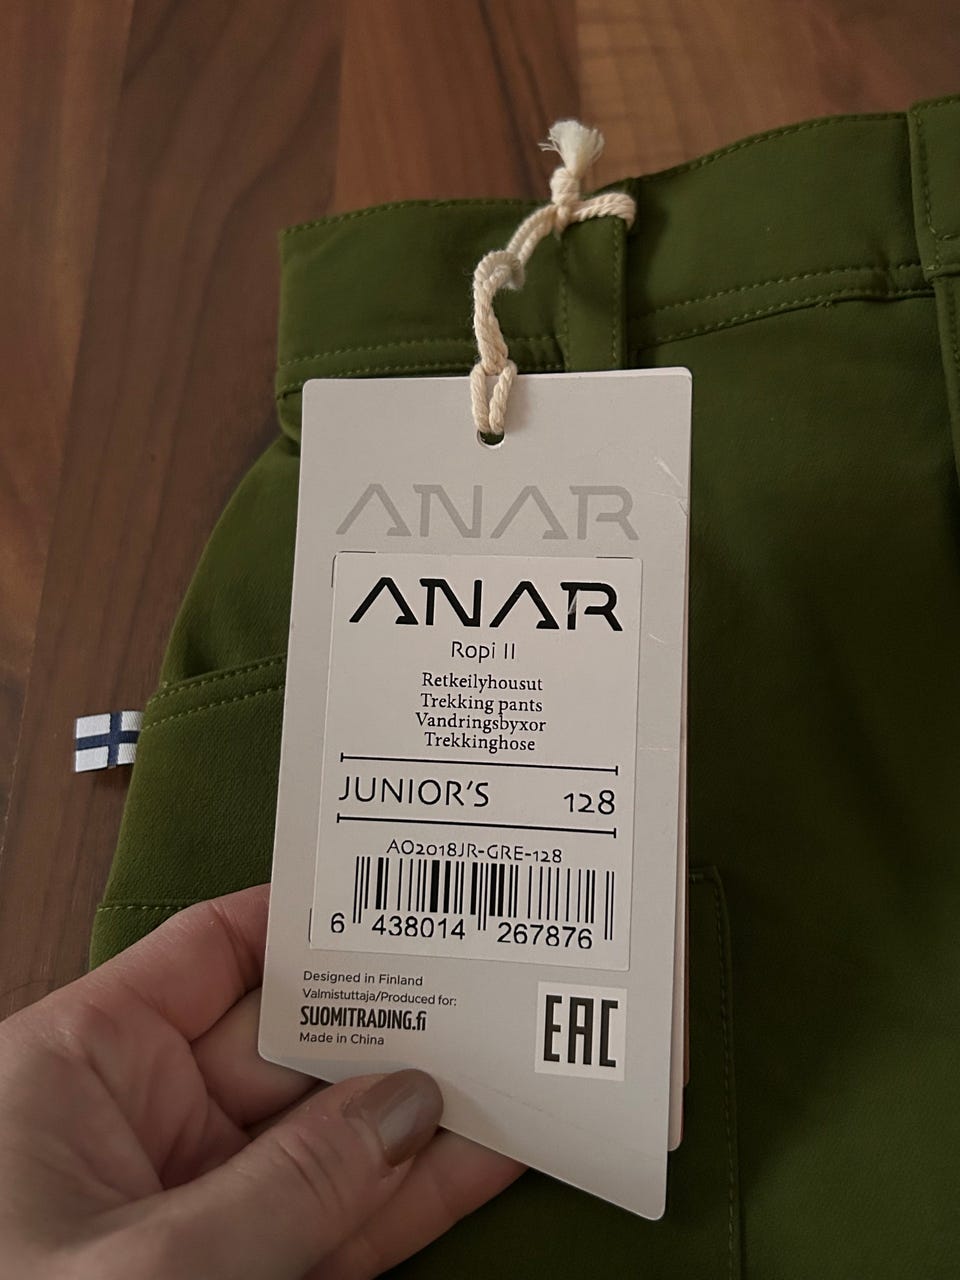 ANAR
ANAR
Ropi II
Retkeilyhousut
Trekking pants
Vandringsbyxor
Trekkinghose
JUNIOR'S 128
AO2018JR-GRE-128
6 438014 267876
Designed in Finland
Valmistuttaja/Produced for:
SUOMITRADING.fi
Made in China
EAC